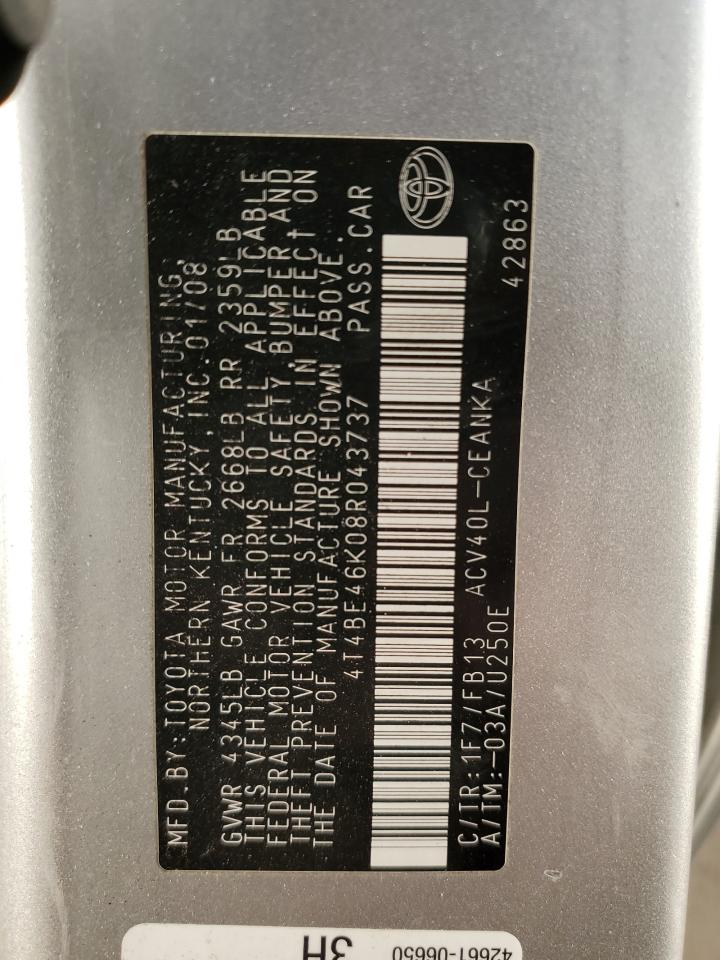 MFD.BY:TOYOTA MOTOR MANUFACTURING,
NORTHERN KENTUCKY, INC.01/08
GVWR 4345LB GAWR FR 2668LB RR 2359LB
THIS VEHICLE CONFORMS TO ALL APPLICABLE
FEDERAL MOTOR VEHICLE SAFETY, BUMPER AND
THEFT PREVENTION STANDARDS IN EFFECT ON
THE DATE OF MANUFACTURE SHOWN ABOVE.
4T4BE46K08R043737 PASS.CAR
C/TR:1F7/FB13 ACV40L-CEANKA
A/TM:-03A/U250E
42863
42661-06650
3H